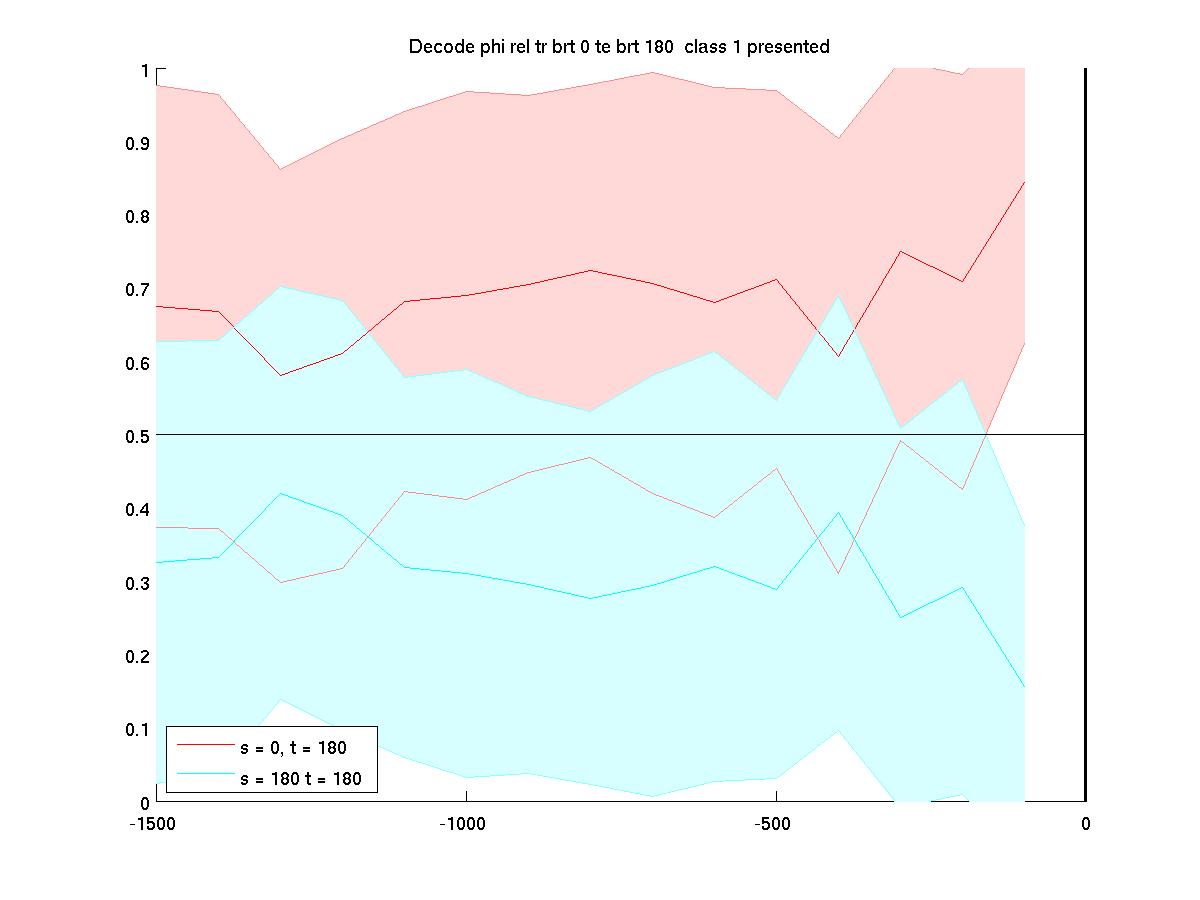 Decode phi rel tr brt 0 te brt 180 class 1 presented
1
0.9
0.8
0.7
0.6
0.5
0.4
0.3
0.2
0.1
0
s = 0, t = 180
s = 180 t = 180
-1500 -1000 -500 0